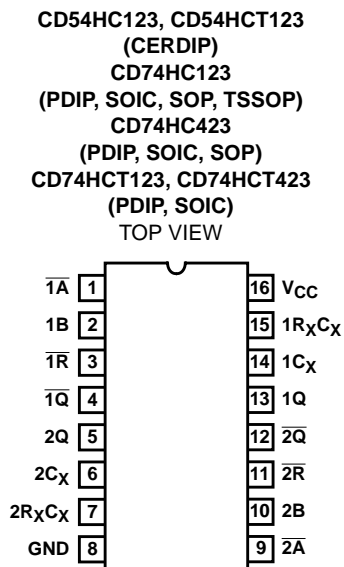 CD54HC123, CD54HCT123
(CERDIP)
CD74HC123
(PDIP, SOIC, SOP, TSSOP)
CD74HC423
(PDIP, SOIC, SOP)
CD74HCT123, CD74HCT423
(PDIP, SOIC)
TOP VIEW
1A̅ 1 16 VCC
1B 2 15 1RXCX
1R̅ 3 14 1CX
1Q̅ 4 13 1Q
2Q 5 12 2Q̅
2CX 6 11 2R̅
2RXCX 7 10 2B
GND 8 9 2A̅